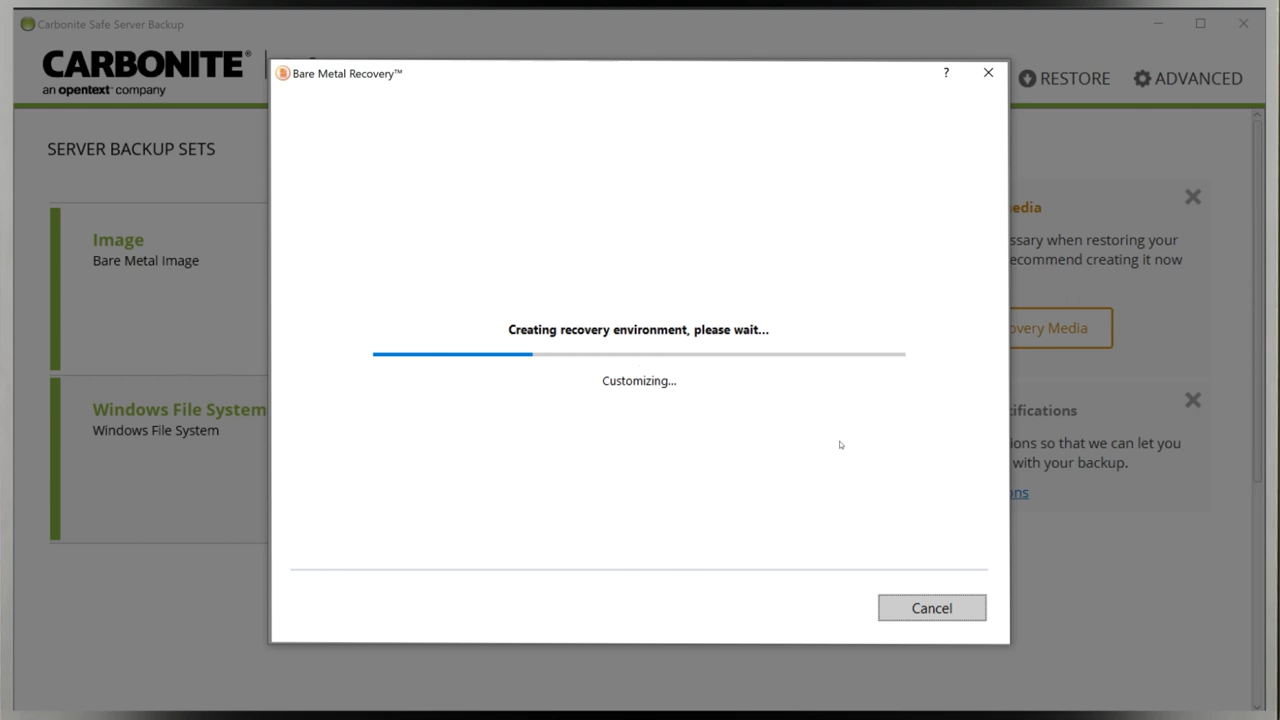 Carbonite Safe Server Backup
CARBONITE®
an opentext™ company
RESTORE
ADVANCED
Bare Metal Recovery™
?
SERVER BACKUP SETS
Image
Bare Metal Image
Windows File System
Windows File System
Creating recovery environment, please wait...
Customizing...
Cancel
edia
ssary when restoring your
ecommend creating it now
overy Media
ifications
ions so that we can let you
with your backup.
ns